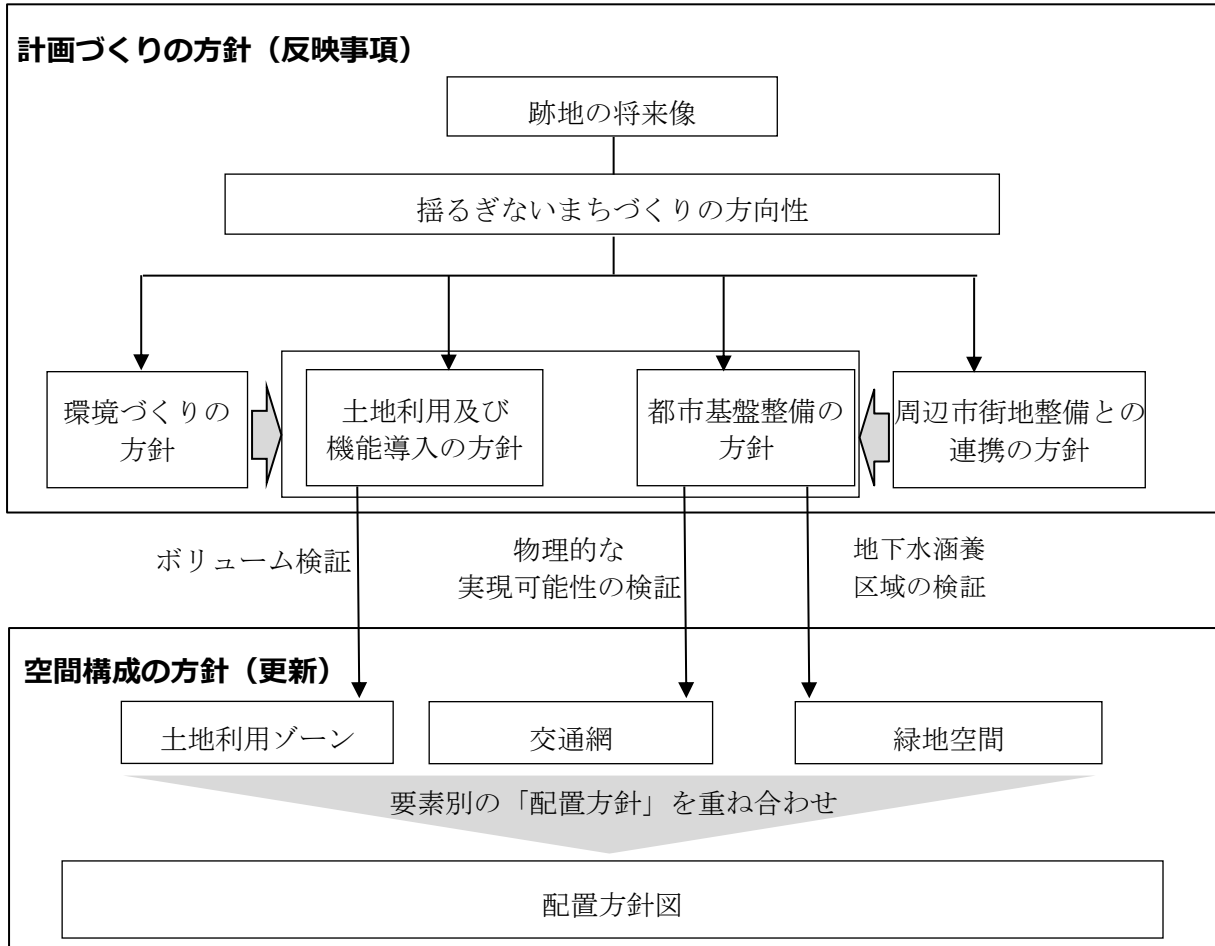 計画づくりの方針（反映事項）
跡地の将来像
揺るぎないまちづくりの方向性
環境づくりの
方針
土地利用及び
機能導入の方針
都市基盤整備の
方針
周辺市街地整備との
連携の方針
ボリューム検証
物理的な
実現可能性の検証
地下水涵養
区域の検証
空間構成の方針（更新）
土地利用ゾーン
交通網
緑地空間
要素別の「配置方針」を重ね合わせ
配置方針図